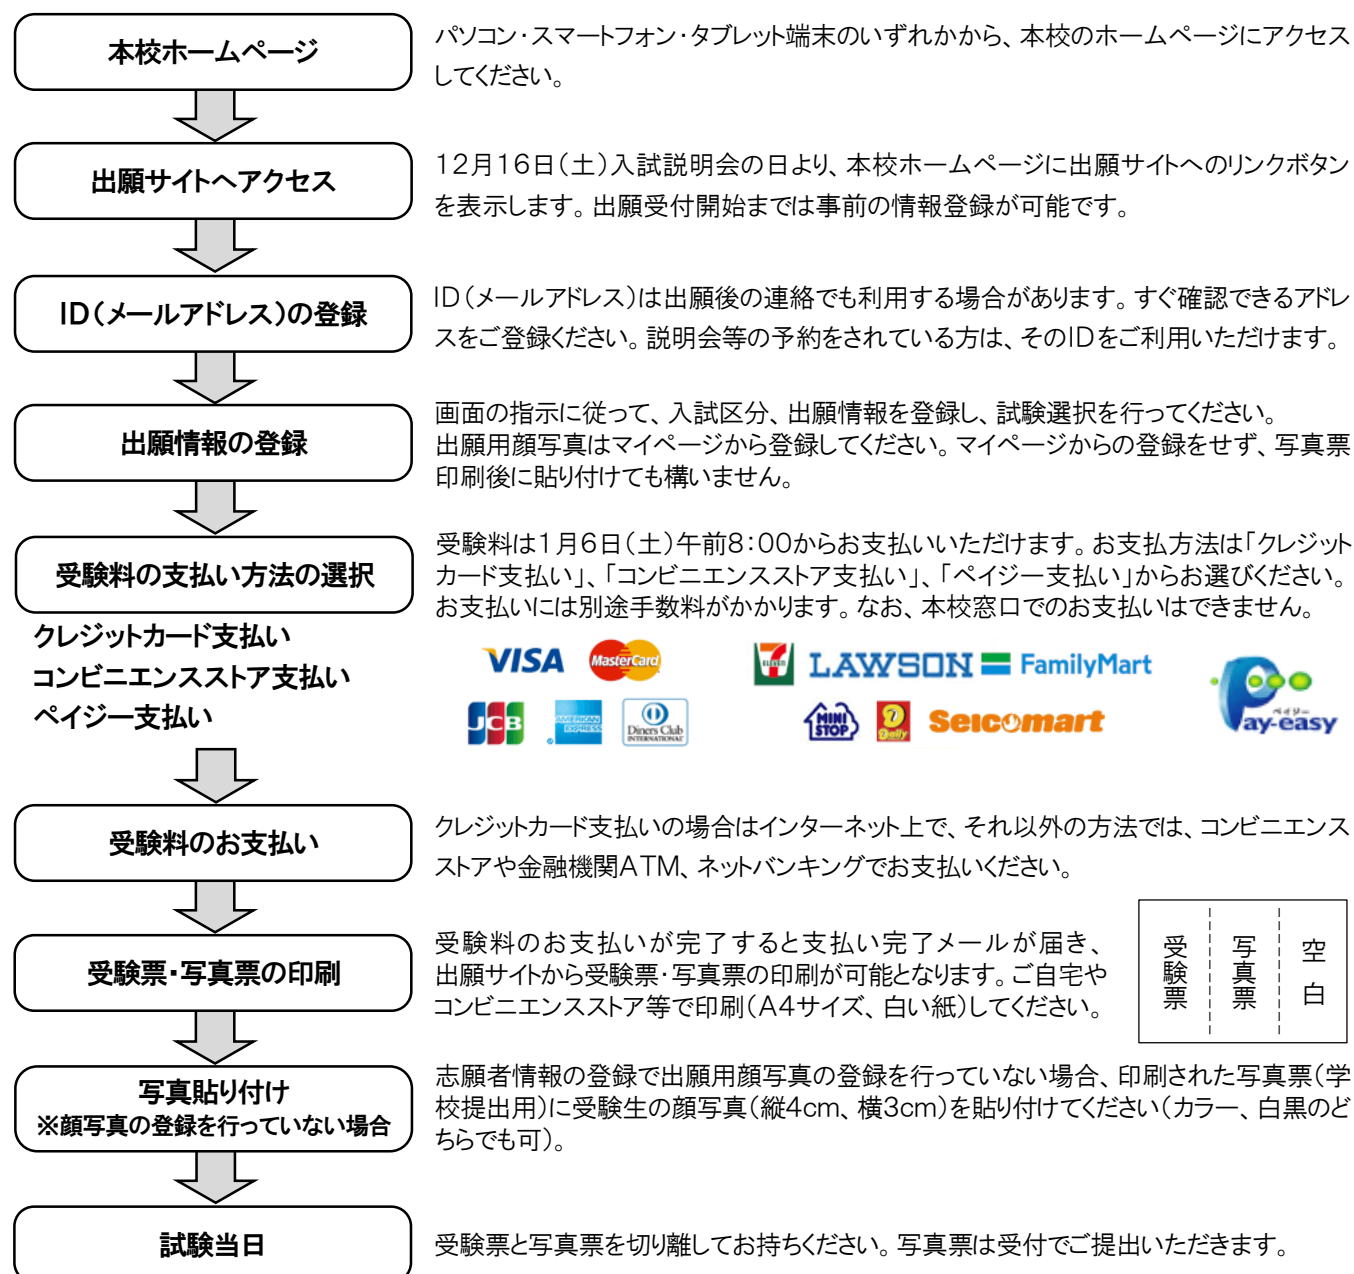 本校ホームページ
パソコン・スマートフォン・タブレット端末のいずれかから、本校のホームページにアクセス
してください。
出願サイトへアクセス
12月16日(土)入試説明会の日より、本校ホームページに出願サイトへのリンクボタン
を表示します。出願受付開始までは事前の情報登録が可能です。
ID(メールアドレス)の登録
ID(メールアドレス)は出願後の連絡でも利用する場合があります。すぐ確認できるアドレ
スをご登録ください。説明会等の予約をされている方は、そのIDをご利用いただけます。
出願情報の登録
画面の指示に従って、入試区分、出願情報を登録し、試験選択を行ってください。
出願用顔写真はマイページから登録してください。マイページからの登録をせず、写真票
印刷後に貼り付けても構いません。
受験料の支払い方法の選択
受験料は1月6日(土)午前8:00からお支払いいただけます。お支払方法は「クレジット
カード支払い」、「コンビニエンスストア支払い」、「ペイジー支払い」からお選びください。
お支払いには別途手数料がかかります。なお、本校窓口でのお支払いはできません。
クレジットカード支払い
コンビニエンスストア支払い
ペイジー支払い
VISA MasterCard
JCB AMERICAN EXPRESS Diners Club INTERNATIONAL
7 ELEVEN LAWSON FamilyMart
MINI STOP D Daily Seicomart
ペイジー
Pay-easy
受験料のお支払い
クレジットカード支払いの場合はインターネット上で、それ以外の方法では、コンビニエンス
ストアや金融機関ATM、ネットバンキングでお支払いください。
受験票・写真票の印刷
受験料のお支払いが完了すると支払い完了メールが届き、
出願サイトから受験票・写真票の印刷が可能となります。ご自宅や
コンビニエンスストア等で印刷(A4サイズ、白い紙)してください。
受験票
写真票
空白
写真貼り付け
※顔写真の登録を行っていない場合
志願者情報の登録で出願用顔写真の登録を行っていない場合、印刷された写真票(学
校提出用)に受験生の顔写真(縦4cm、横3cm)を貼り付けてください(カラー、白黒のど
ちらでも可)。
試験当日
受験票と写真票を切り離してお持ちください。写真票は受付でご提出いただきます。